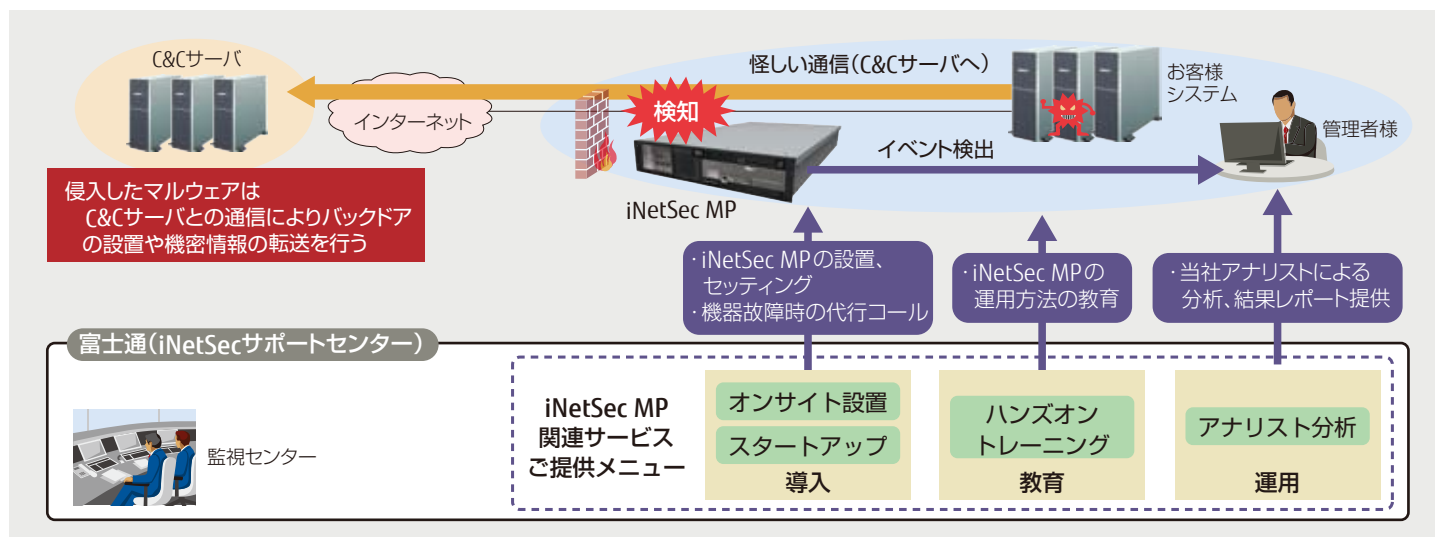 C&Cサーバ
インターネット
怪しい通信(C&Cサーバへ)
検知
お客様
システム
管理者様
イベント検出
iNetSec MP
侵入したマルウェアは
C&Cサーバとの通信によりバックドア
の設置や機密情報の転送を行う
・iNetSec MPの設置、
セッティング
・機器故障時の代行コール
・iNetSec MPの
運用方法の教育
・当社アナリストによる
分析、結果レポート提供
富士通(iNetSecサポートセンター)
監視センター
iNetSec MP
関連サービス
ご提供メニュー
オンサイト設置
スタートアップ
導入
ハンズオン
トレーニング
教育
アナリスト分析
運用